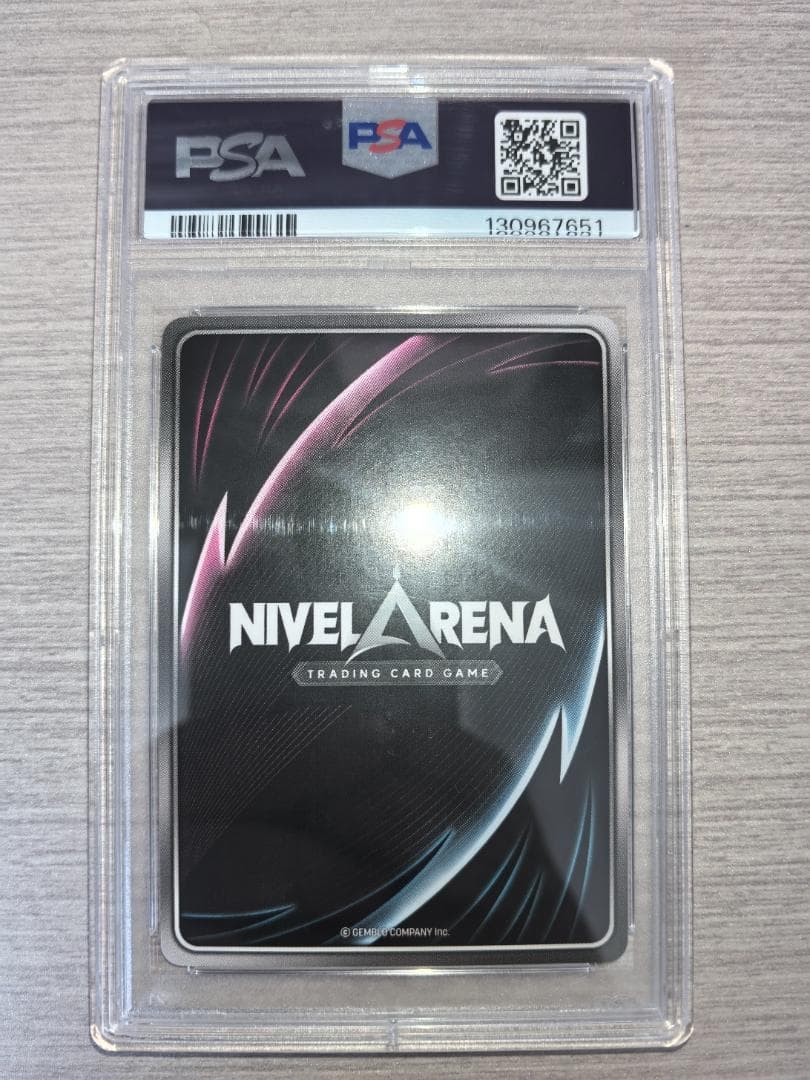 PSA
PSA
130967651
NIVEL ARENA
TRADING CARD GAME
© GEMBLO COMPANY Inc.